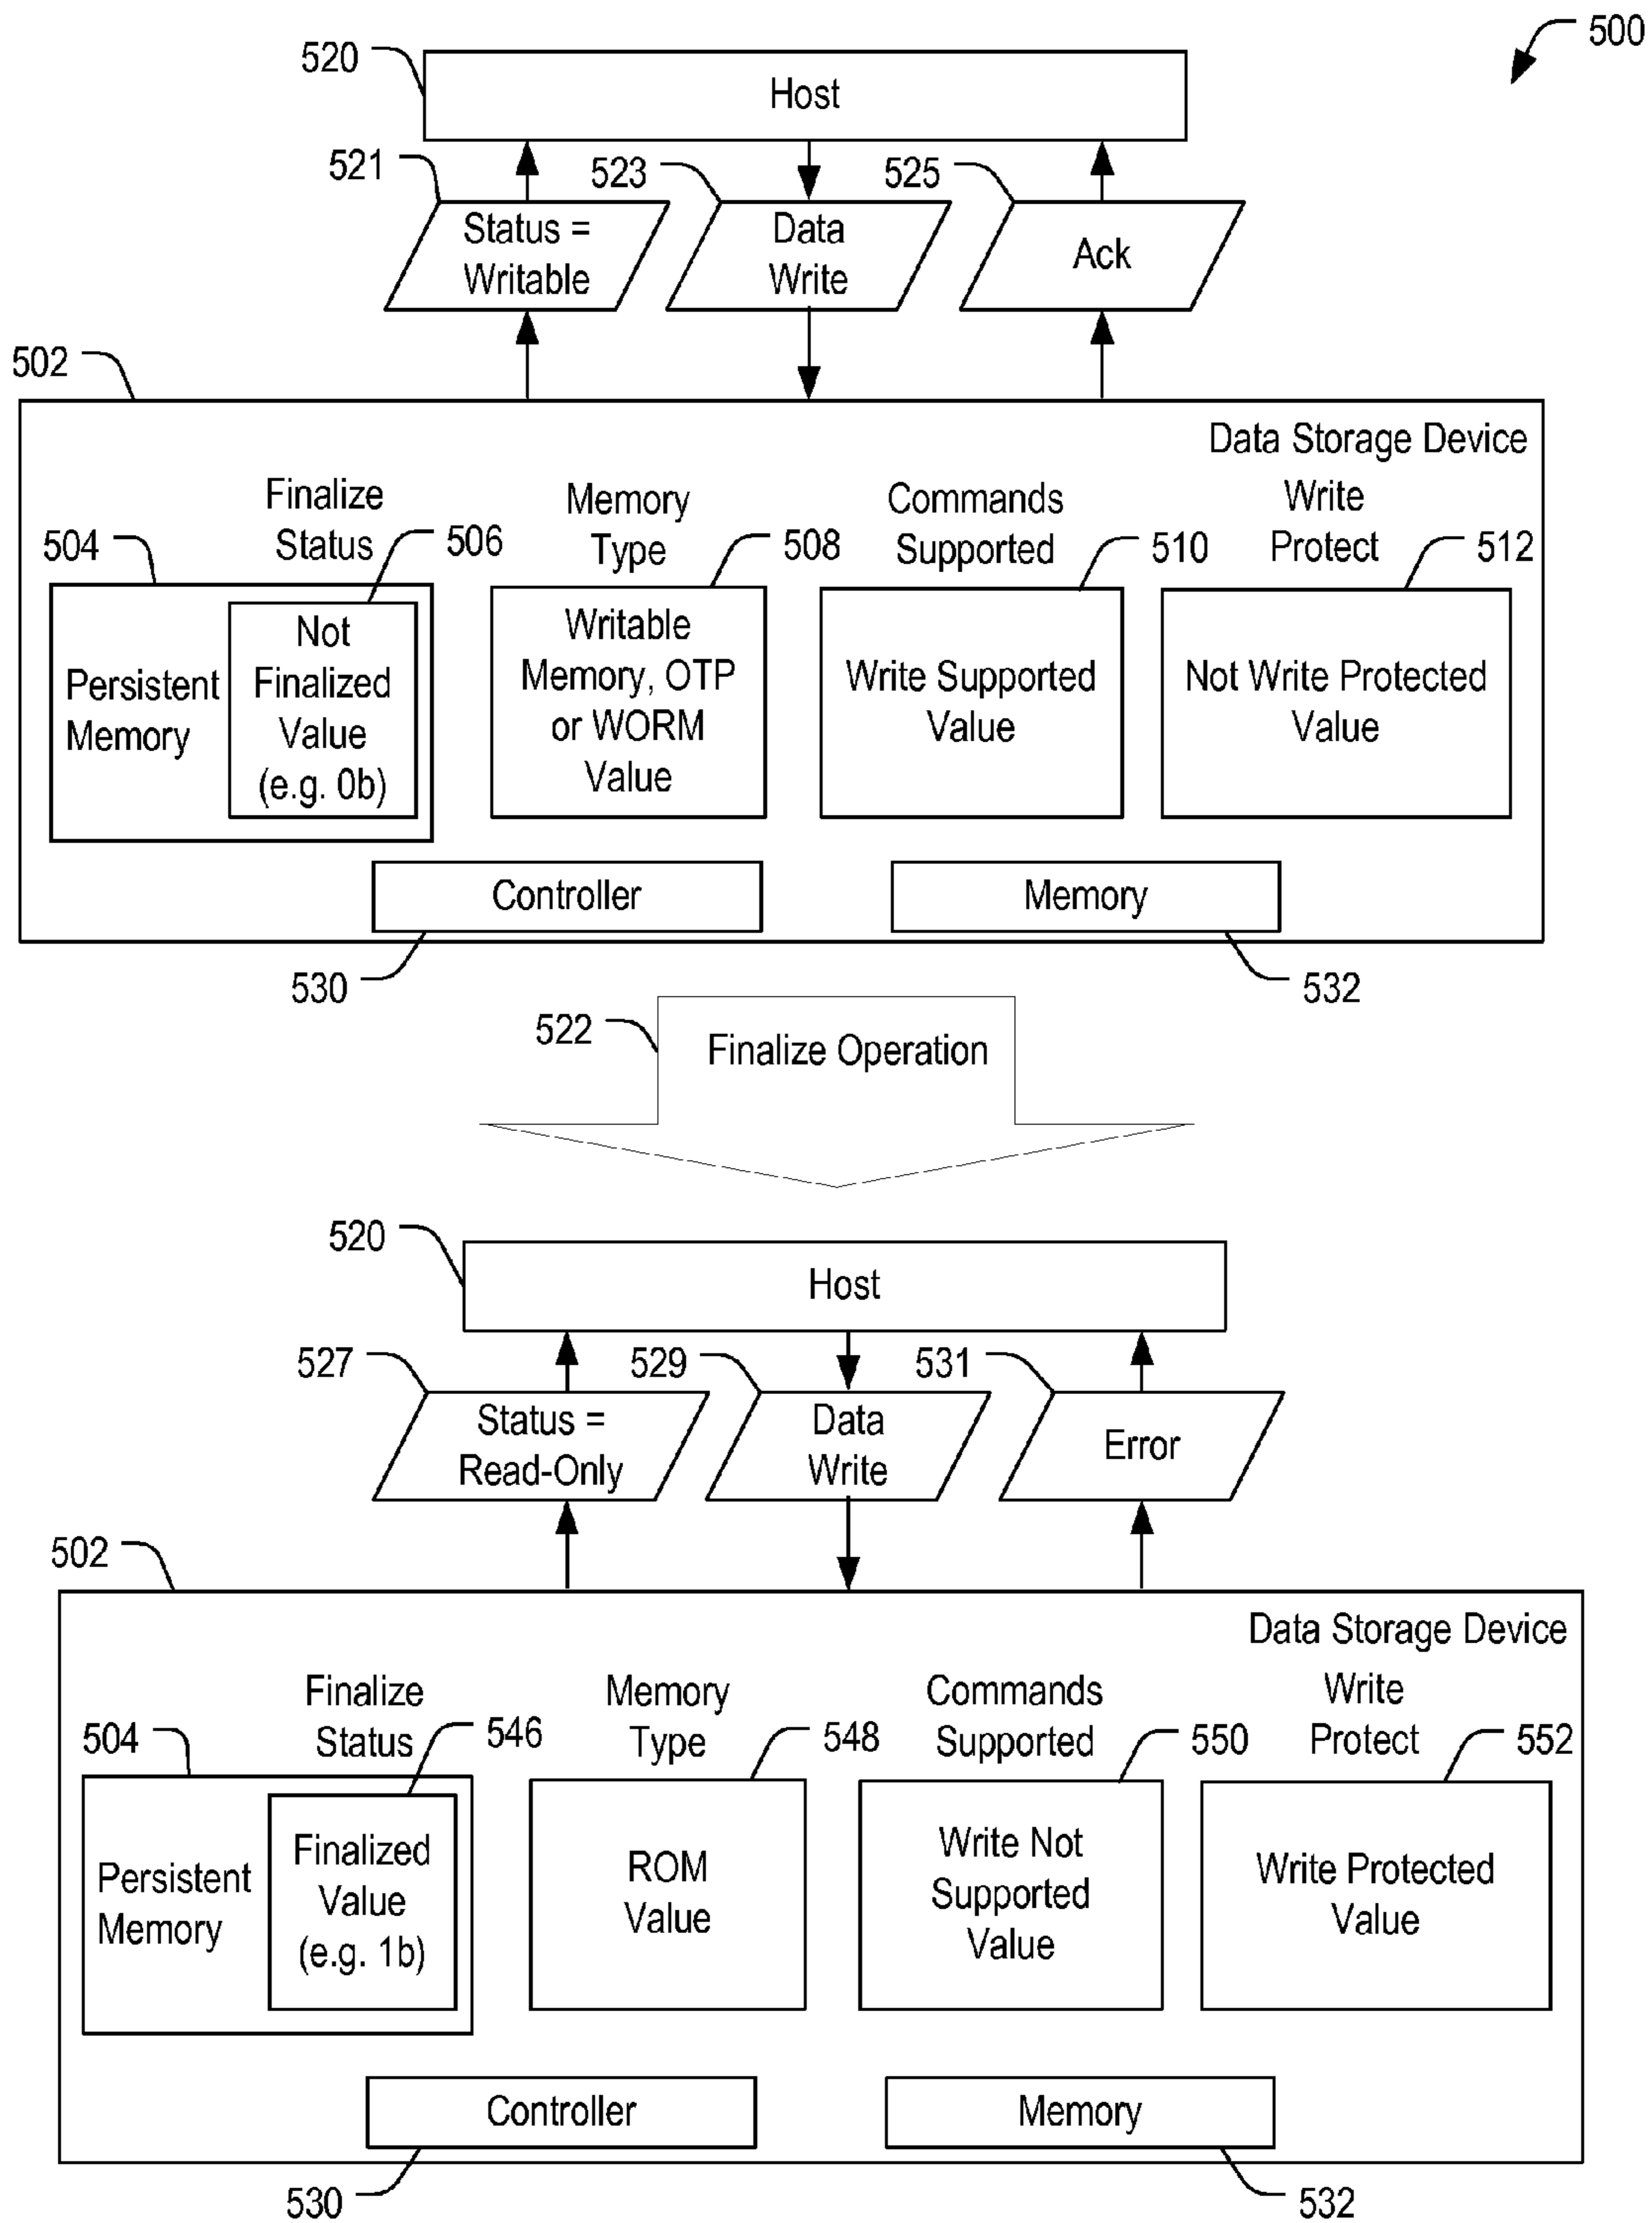 500
520
Host
521
523
525
Status =
Writable
Data
Write
Ack
502
Data Storage Device
Finalize
Status
Memory
Type
Commands
Supported
Write
Protect
504
506
508
510
512
Persistent
Memory
Not
Finalized
Value
(e.g. 0b)
Writable
Memory, OTP
or WORM
Value
Write Supported
Value
Not Write Protected
Value
Controller
Memory
530
532
522
Finalize Operation
520
Host
527
529
531
Status =
Read-Only
Data
Write
Error
502
Data Storage Device
Finalize
Status
Memory
Type
Commands
Supported
Write
Protect
504
546
548
550
552
Persistent
Memory
Finalized
Value
(e.g. 1b)
ROM
Value
Write Not
Supported
Value
Write Protected
Value
Controller
Memory
530
532